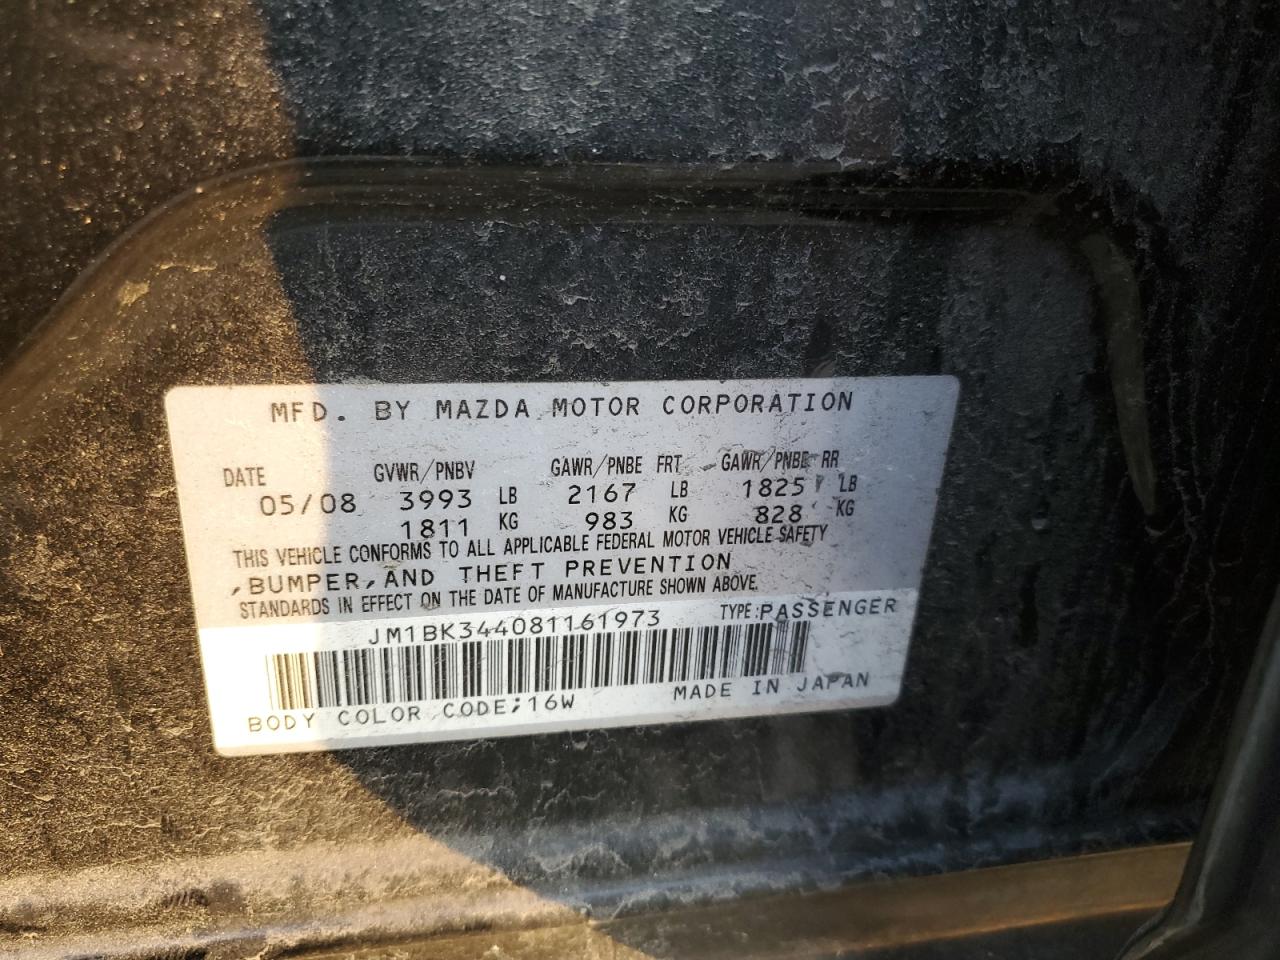 MFD. BY MAZDA MOTOR CORPORATION
DATE GVWR/PNBV GAWR/PNBE FRT GAWR/PNBE RR
05/08 3993 LB 2167 LB 1825 LB
1811 KG 983 KG 828 KG
THIS VEHICLE CONFORMS TO ALL APPLICABLE FEDERAL MOTOR VEHICLE SAFETY
,BUMPER,AND THEFT PREVENTION
STANDARDS IN EFFECT ON THE DATE OF MANUFACTURE SHOWN ABOVE.
JM1BK344081161973 TYPE:PASSENGER
BODY COLOR CODE;16W MADE IN JAPAN